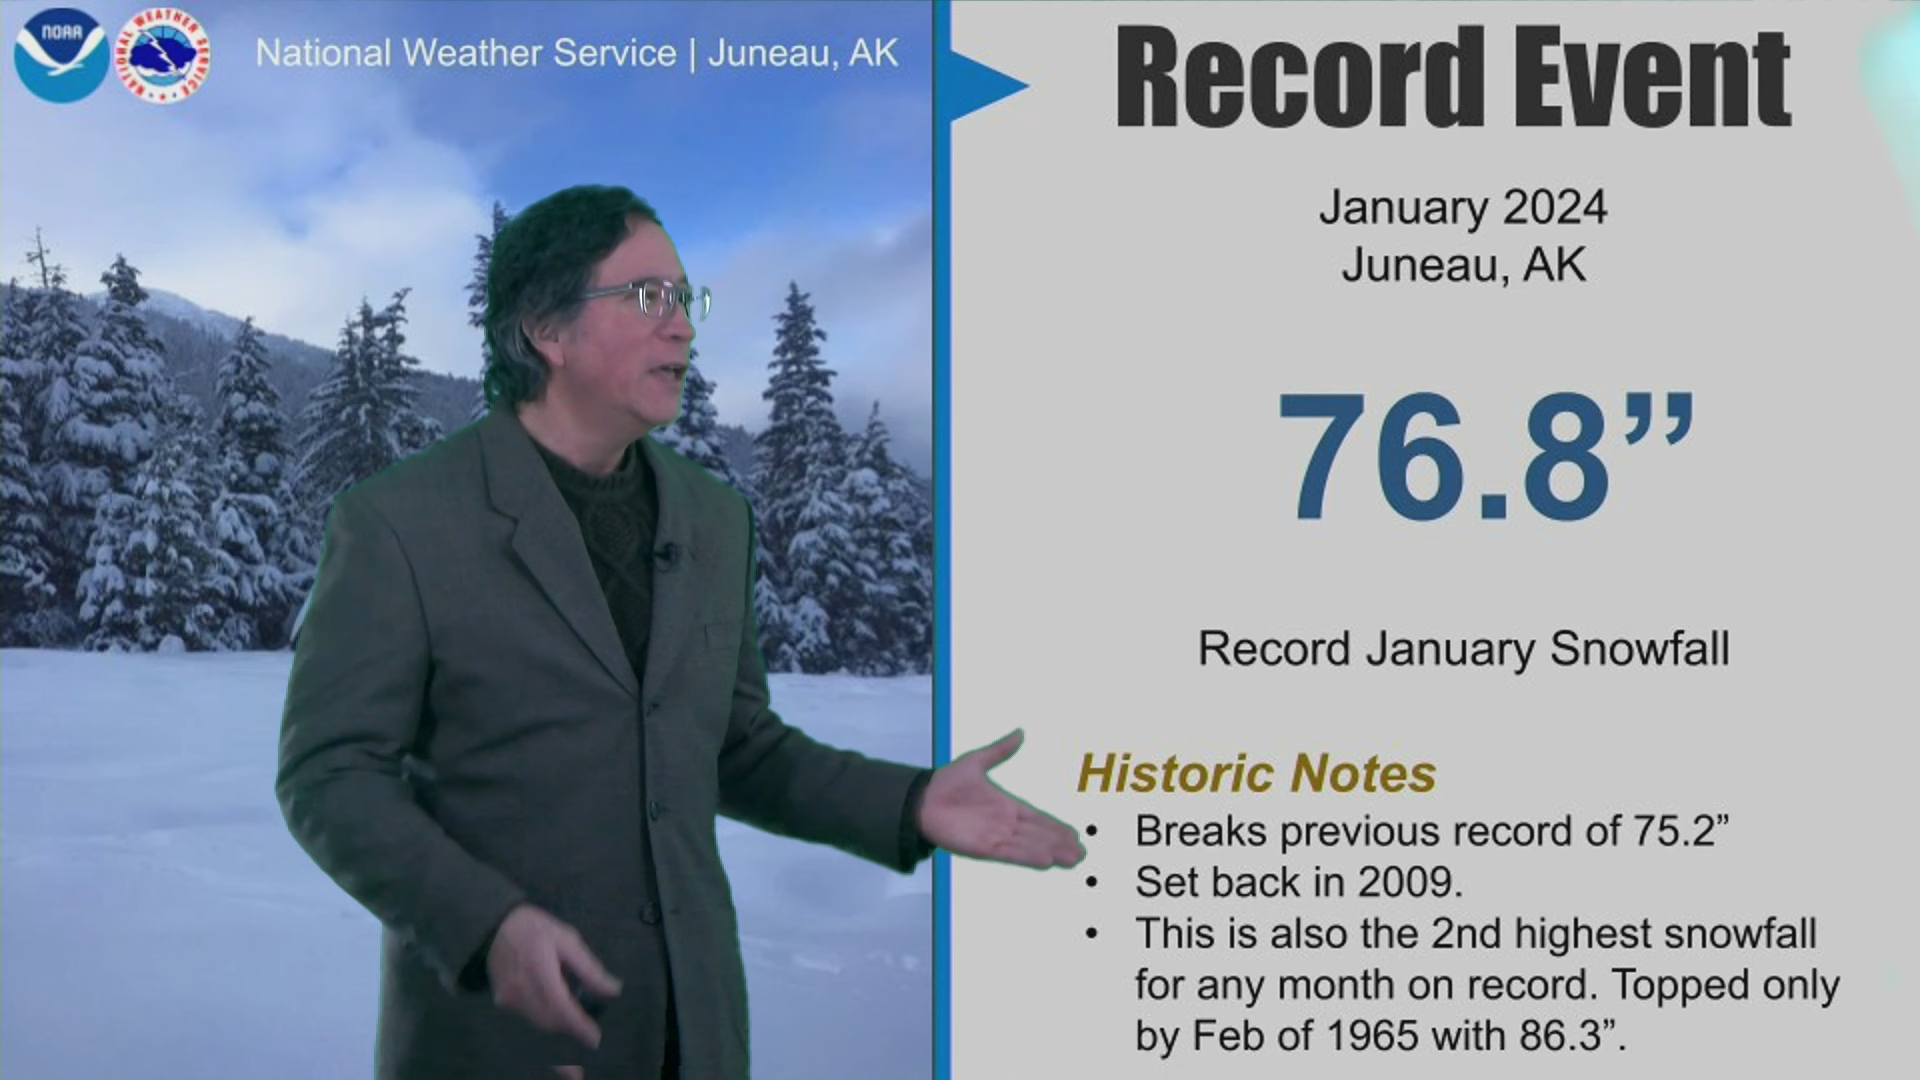 NOAA
NATIONAL WEATHER SERVICE
National Weather Service | Juneau, AK
Record Event
January 2024
Juneau, AK
76.8”
Record January Snowfall
Historic Notes
• Breaks previous record of 75.2”
• Set back in 2009.
• This is also the 2nd highest snowfall
for any month on record. Topped only
by Feb of 1965 with 86.3”.